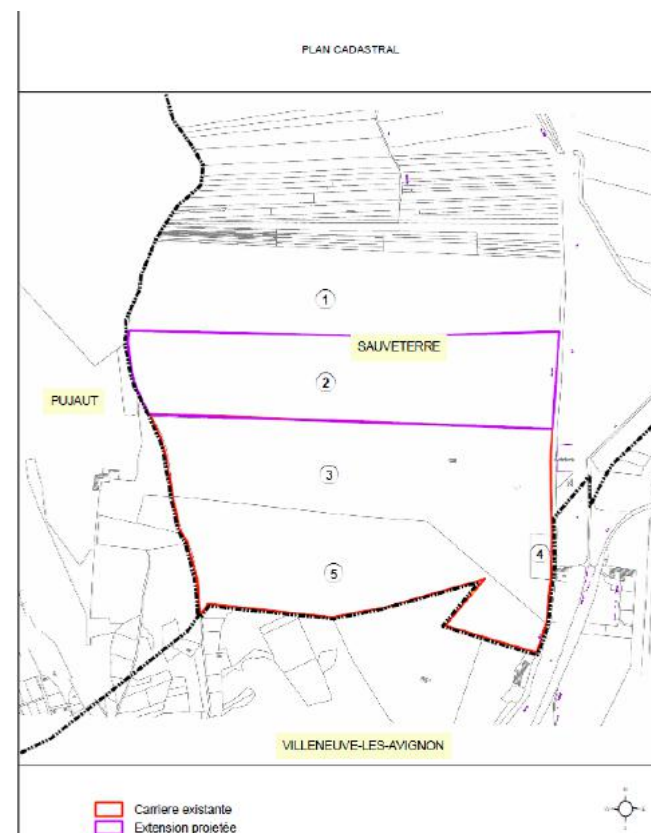 PLAN CADASTRAL
1
SAUVETERRE
2
PUJAUT
3
4
5
VILLENEUVE-LES-AVIGNON
Carriere existante
Extension projetée